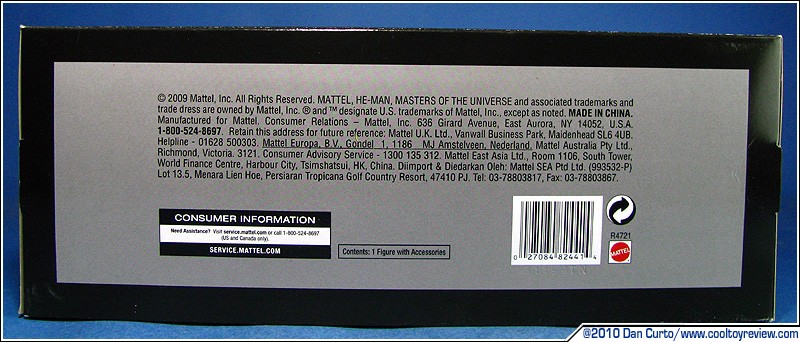 © 2009 Mattel, Inc. All Rights Reserved. MATTEL, HE-MAN, MASTERS OF THE UNIVERSE and associated trademarks and
trade dress are owned by Mattel, Inc. ® and ™ designate U.S. trademarks of Mattel, Inc., except as noted. MADE IN CHINA.
Manufactured for Mattel. Consumer Relations – Mattel, Inc. 636 Girard Avenue, East Aurora, NY 14052, U.S.A.
1-800-524-8697. Retain this address for future reference: Mattel U.K. Ltd., Vanwall Business Park, Maidenhead SL6 4UB.
Helpline - 01628 500303. Mattel Europa, B.V., Gondel 1, 1186 MJ Amstelveen, Nederland. Mattel Australia Pty Ltd.,
Richmond, Victoria. 3121. Consumer Advisory Service - 1300 135 312. Mattel East Asia Ltd., Room 1106, South Tower,
World Finance Centre, Harbour City, Tsimshatsui, HK, China. Diimport & Diedarkan Oleh: Mattel SEA Ptd Ltd. (993532-P)
Lot 13.5, Menara Lien Hoe, Persiaran Tropicana Golf Country Resort, 47410 PJ. Tel: 03-78803817, Fax: 03-78803867.
CONSUMER INFORMATION
Need Assistance? Visit service.mattel.com or call 1-800-524-8697
(US and Canada only).
SERVICE.MATTEL.COM
Contents: 1 Figure with Accessories
0 27084 82441 4
R4721
MATTEL
©2010 Dan Curto/www.cooltoyreview.com